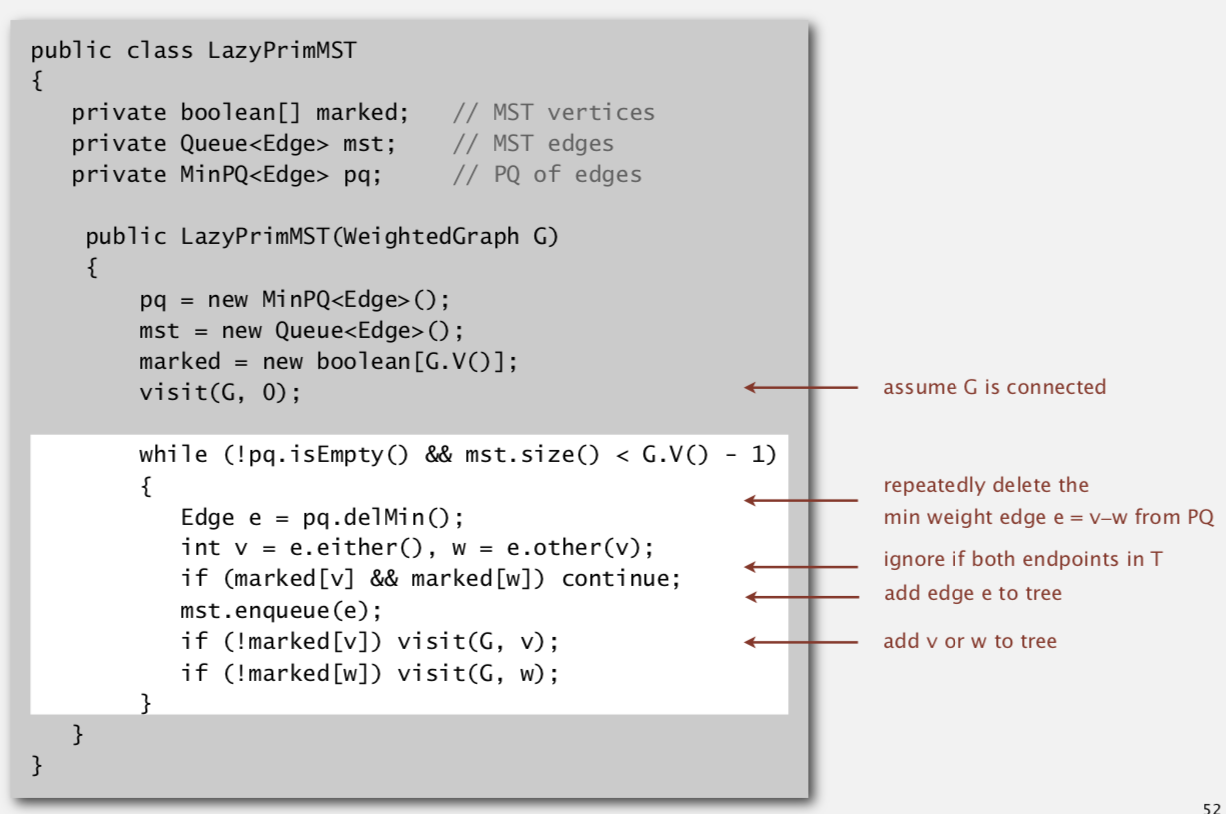 public class LazyPrimMST
{
private boolean[] marked; // MST vertices
private Queue<Edge> mst; // MST edges
private MinPQ<Edge> pq; // PQ of edges
public LazyPrimMST(WeightedGraph G)
{
pq = new MinPQ<Edge>();
mst = new Queue<Edge>();
marked = new boolean[G.V()];
visit(G, 0);
assume G is connected
while (!pq.isEmpty() && mst.size() < G.V() - 1)
{
repeatedly delete the
min weight edge e = v–w from PQ
Edge e = pq.delMin();
int v = e.either(), w = e.other(v);
if (marked[v] && marked[w]) continue;
ignore if both endpoints in T
mst.enqueue(e);
add edge e to tree
if (!marked[v]) visit(G, v);
add v or w to tree
if (!marked[w]) visit(G, w);
}
}
}
52